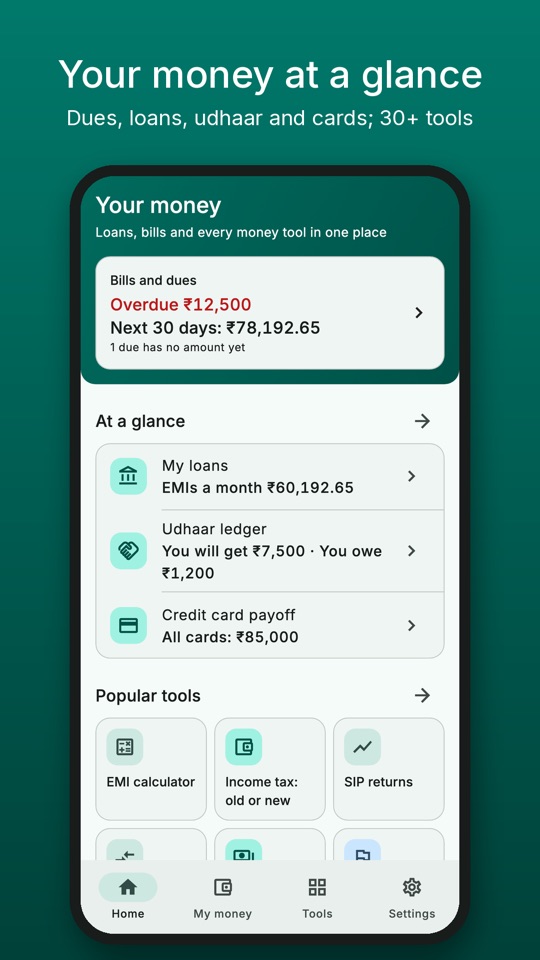 Your money at a glance
Dues, loans, udhaar and cards; 30+ tools
Your money
Loans, bills and every money tool in one place
Bills and dues
Overdue ₹12,500
Next 30 days: ₹78,192.65
1 due has no amount yet
At a glance
My loans
EMIs a month ₹60,192.65
Udhaar ledger
You will get ₹7,500 · You owe
₹1,200
Credit card payoff
All cards: ₹85,000
Popular tools
EMI calculator
Income tax:
old or new
SIP returns
Home
My money
Tools
Settings